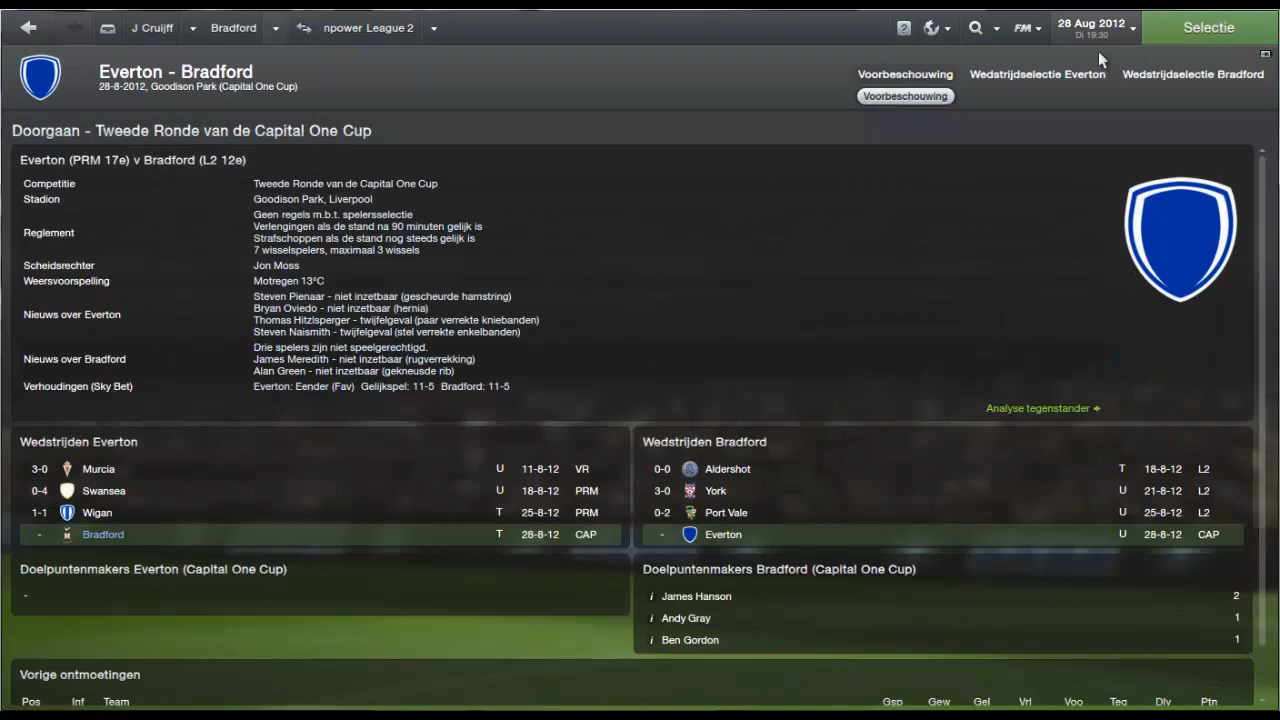 J Cruijff Bradford npower League 2 ? FM 28 Aug 2012 Selectie
Di 19:30
Everton - Bradford
28-8-2012, Goodison Park (Capital One Cup)
Voorbeschouwing Wedstrijdselectie Everton Wedstrijdselectie Bradford
Voorbeschouwing
Doorgaan - Tweede Ronde van de Capital One Cup
Everton (PRM 17e) v Bradford (L2 12e)
Competitie Tweede Ronde van de Capital One Cup
Stadion Goodison Park, Liverpool
Reglement Geen regels m.b.t. spelersselectie
Verlengingen als de stand na 90 minuten gelijk is
Strafschoppen als de stand nog steeds gelijk is
7 wisselspelers, maximaal 3 wissels
Scheidsrechter Jon Moss
Weersvoorspelling Motregen 13°C
Nieuws over Everton Steven Pienaar - niet inzetbaar (gescheurde hamstring)
Bryan Oviedo - niet inzetbaar (hernia)
Thomas Hitzlsperger - twijfelgeval (paar verrekte kniebanden)
Steven Naismith - twijfelgeval (stel verrekte enkelbanden)
Nieuws over Bradford Drie spelers zijn niet speelgerechtigd.
James Meredith - niet inzetbaar (rugverrekking)
Alan Green - niet inzetbaar (gekneusde rib)
Verhoudingen (Sky Bet) Everton: Eender (Fav) Gelijkspel: 11-5 Bradford: 11-5
Analyse tegenstander
Wedstrijden Everton
3-0 Murcia U 11-8-12 VR
0-4 Swansea U 18-8-12 PRM
1-1 Wigan T 25-8-12 PRM
- Bradford T 28-8-12 CAP
Wedstrijden Bradford
0-0 Aldershot T 18-8-12 L2
3-0 York U 21-8-12 L2
0-2 Port Vale U 25-8-12 L2
- Everton U 28-8-12 CAP
Doelpuntenmakers Everton (Capital One Cup)
-
Doelpuntenmakers Bradford (Capital One Cup)
i James Hanson 2
i Andy Gray 1
i Ben Gordon 1
Vorige ontmoetingen
Pos Inf Team Gsp Gew Gel Vrl Voo Teg Dlv Ptn